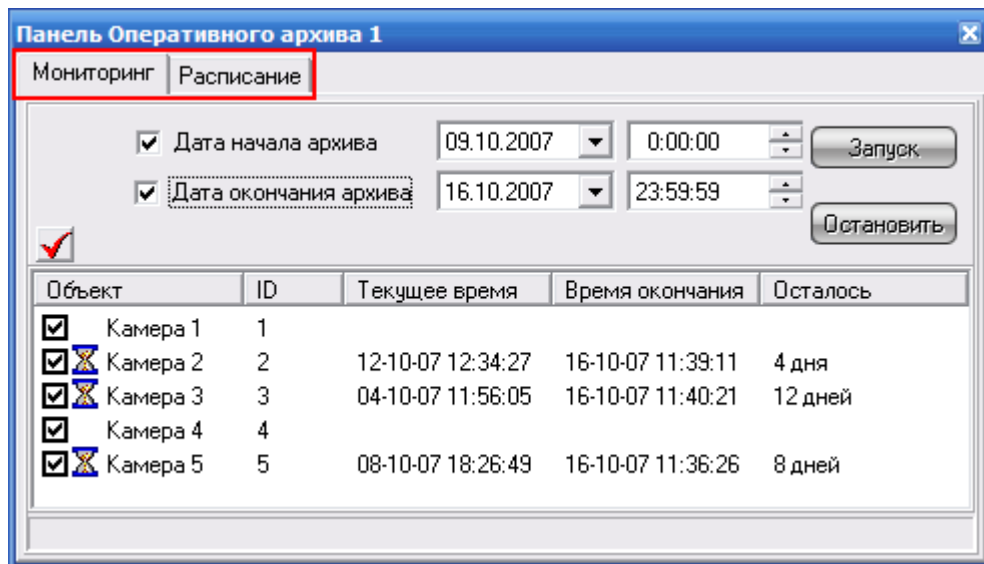 Панель Оперативного архива 1
Мониторинг Расписание
Дата начала архива 09.10.2007 0:00:00 Запуск
Дата окончания архива 16.10.2007 23:59:59
Остановить
Объект ID Текущее время Время окончания Осталось
Камера 1 1
Камера 2 2 12-10-07 12:34:27 16-10-07 11:39:11 4 дня
Камера 3 3 04-10-07 11:56:05 16-10-07 11:40:21 12 дней
Камера 4 4
Камера 5 5 08-10-07 18:26:49 16-10-07 11:36:26 8 дней